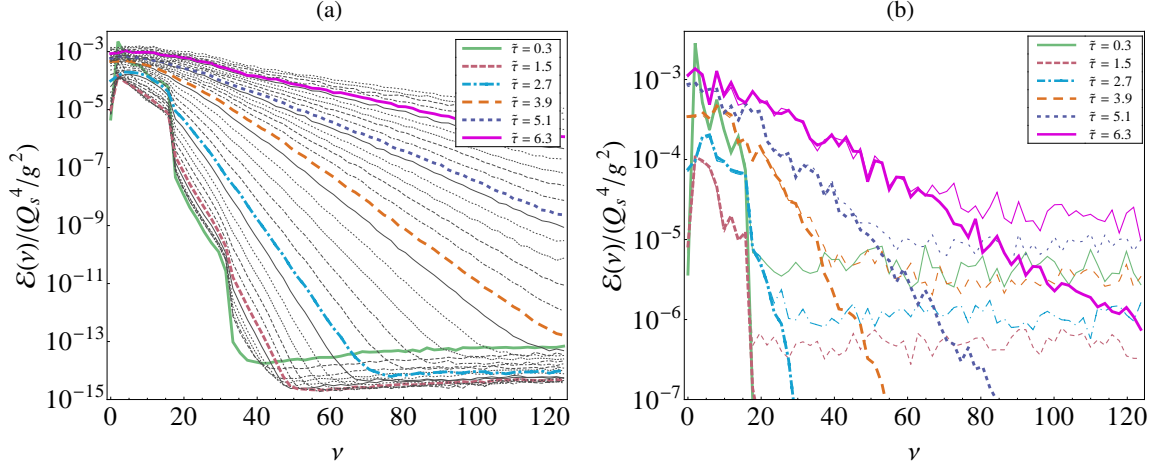 (a)
ℰ(ν)/(Q_s^4/g^2)
10^-3
10^-5
10^-7
10^-9
10^-11
10^-13
10^-15
0 20 40 60 80 100 120
ν
τ̃ = 0.3
τ̃ = 1.5
τ̃ = 2.7
τ̃ = 3.9
τ̃ = 5.1
τ̃ = 6.3
(b)
ℰ(ν)/(Q_s^4/g^2)
10^-3
10^-4
10^-5
10^-6
10^-7
0 20 40 60 80 100 120
ν
τ̃ = 0.3
τ̃ = 1.5
τ̃ = 2.7
τ̃ = 3.9
τ̃ = 5.1
τ̃ = 6.3